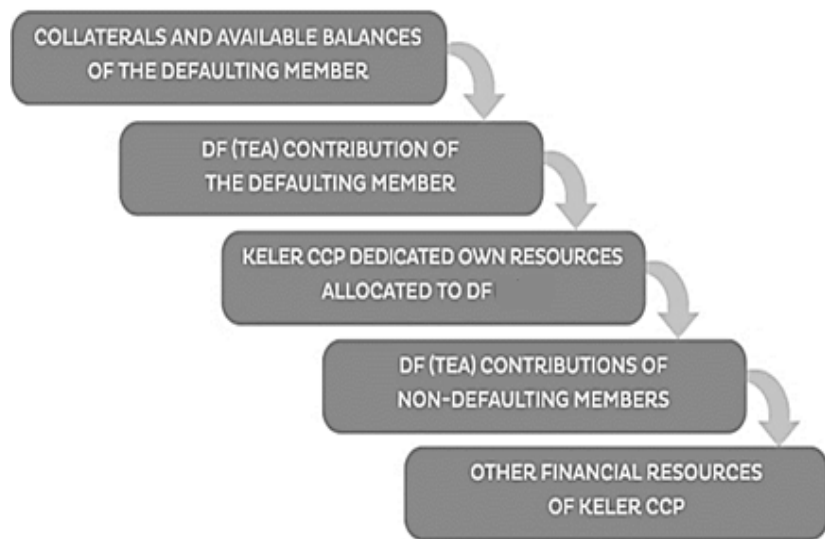 COLLATERALS AND AVAILABLE BALANCES
OF THE DEFAULTING MEMBER
DF (TEA) CONTRIBUTION OF
THE DEFAULTING MEMBER
KELER CCP DEDICATED OWN RESOURCES
ALLOCATED TO DF
DF (TEA) CONTRIBUTIONS OF
NON-DEFAULTING MEMBERS
OTHER FINANCIAL RESOURCES
OF KELER CCP